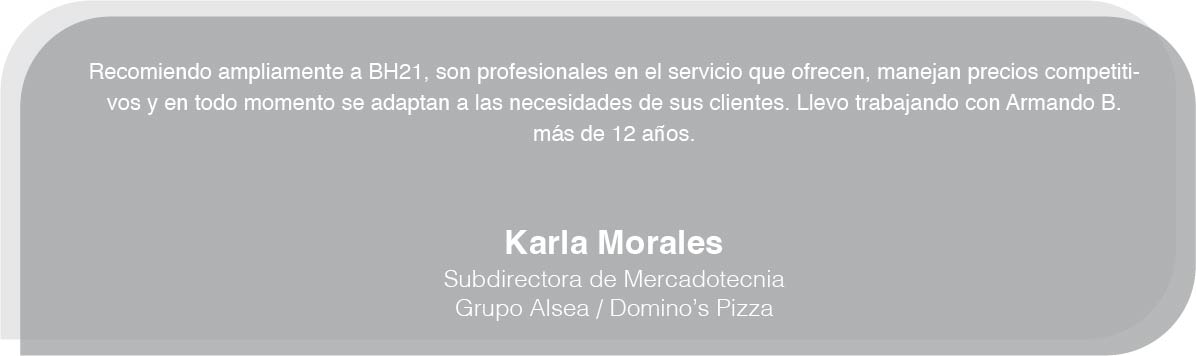 Recomiendo ampliamente a BH21, son profesionales en el servicio que ofrecen, manejan precios competiti-
vos y en todo momento se adaptan a las necesidades de sus clientes. Llevo trabajando con Armando B.
más de 12 años.
Karla Morales
Subdirectora de Mercadotecnia
Grupo Alsea / Domino’s Pizza